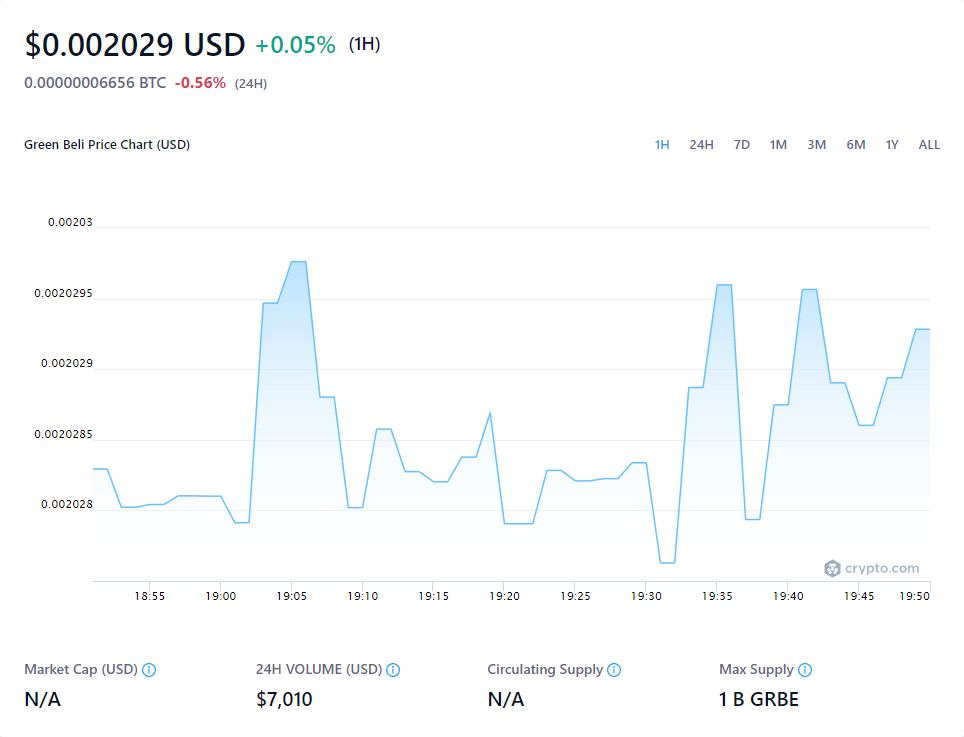 $0.002029 USD +0.05% (1H)
0.00000006656 BTC -0.56% (24H)
Green Beli Price Chart (USD) 1H 24H 7D 1M 3M 6M 1Y ALL
0.00203
0.0020295
0.002029
0.0020285
0.002028
crypto.com
18:55 19:00 19:05 19:10 19:15 19:20 19:25 19:30 19:35 19:40 19:45 19:50
Market Cap (USD) 24H VOLUME (USD) Circulating Supply Max Supply
N/A $7,010 N/A 1 B GRBE